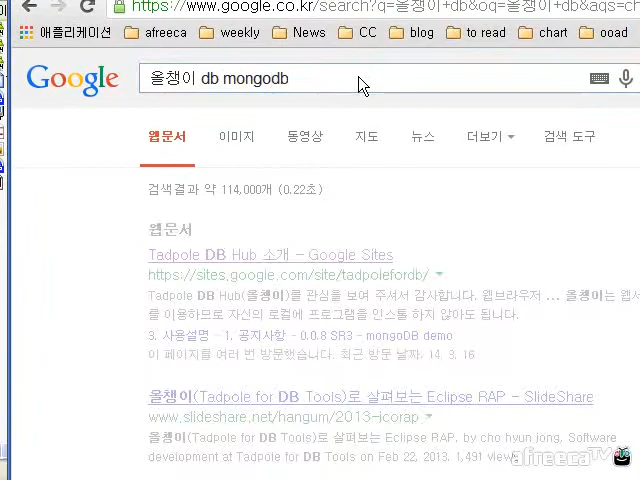 https://www.google.co.kr/search?q=올챙이+db&oq=올챙이+db&aqs=ch
애플리케이션 afreeca weekly News CC blog to read chart ooad
Google 올챙이 db mongodb
웹문서 이미지 동영상 지도 뉴스 더보기 검색 도구
검색결과 약 114,000개 (0.22초)
웹문서
Tadpole DB Hub 소개 - Google Sites
https://sites.google.com/site/tadpolefordb/
Tadpole DB Hub(올챙이)를 관심을 보여 주셔서 감사합니다. 웹브라우저 ... 올챙이는 웹서
를 이용하므로 자신의 로컬에 프로그램을 인스톨 하지 않아도 됩니다.
3. 사용설명 - 1. 공지사항 - 0.0.8 SR3 - mongoDB demo
이 페이지를 여러 번 방문했습니다. 최근 방문 날짜. 14. 3. 16
올챙이(Tadpole for DB Tools)로 살펴보는 Eclipse RAP - SlideShare
www.slideshare.net/hangum/2013-icorap
올챙이(Tadpole for DB Tools)로 살펴보는 Eclipse RAP. by cho hyun jong, Software
development at Tadpole for DB Tools on Feb 22, 2013. 1,491 views
afreecaTV